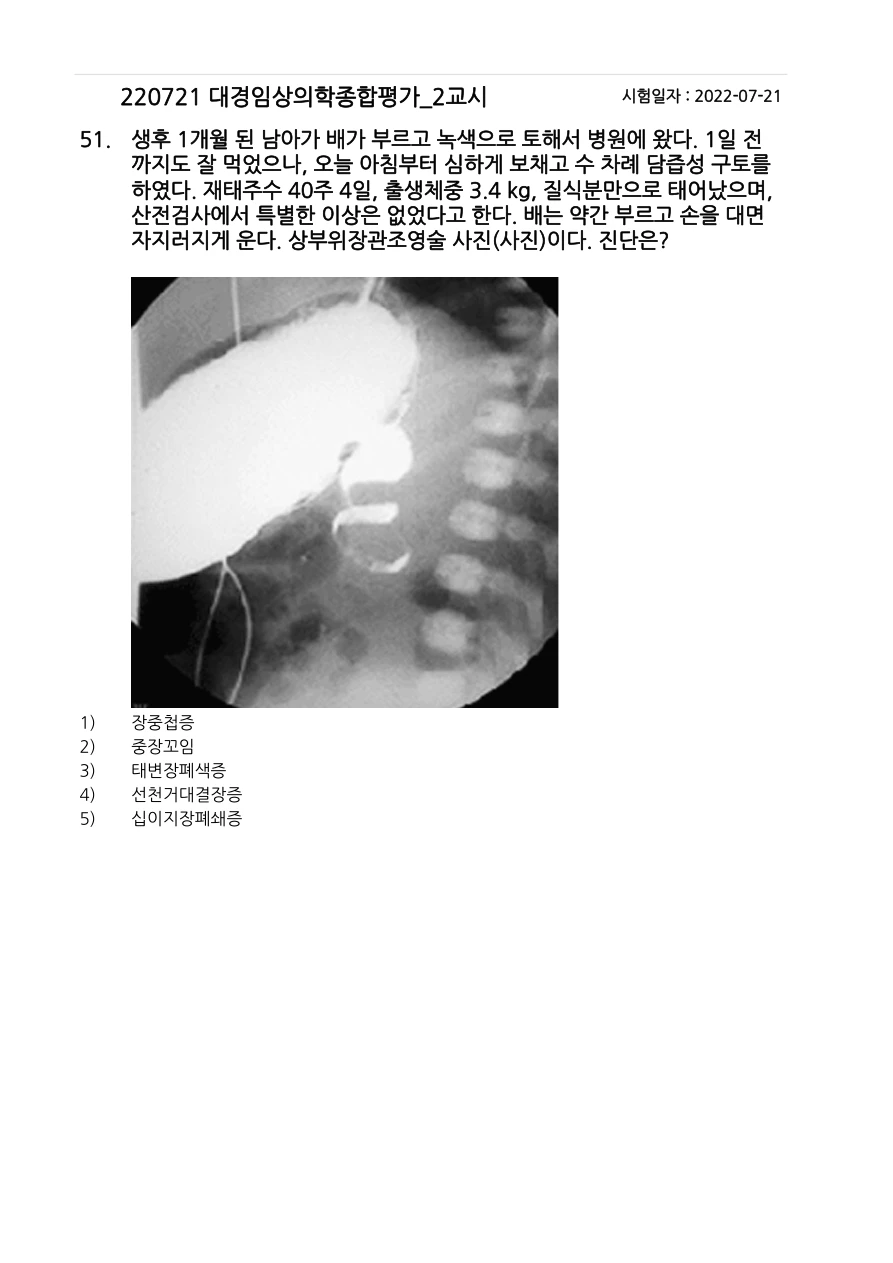 220721 대경임상의학종합평가_2교시
시험일자 : 2022-07-21
51. 생후 1개월 된 남아가 배가 부르고 녹색으로 토해서 병원에 왔다. 1일 전
까지도 잘 먹었으나, 오늘 아침부터 심하게 보채고 수 차례 담즙성 구토를
하였다. 재태주수 40주 4일, 출생체중 3.4 kg, 질식분만으로 태어났으며,
산전검사에서 특별한 이상은 없었다고 한다. 배는 약간 부르고 손을 대면
자지러지게 운다. 상부위장관조영술 사진(사진)이다. 진단은?
1) 장중첩증
2) 중장꼬임
3) 태변장폐색증
4) 선천거대결장증
5) 십이지장폐쇄증